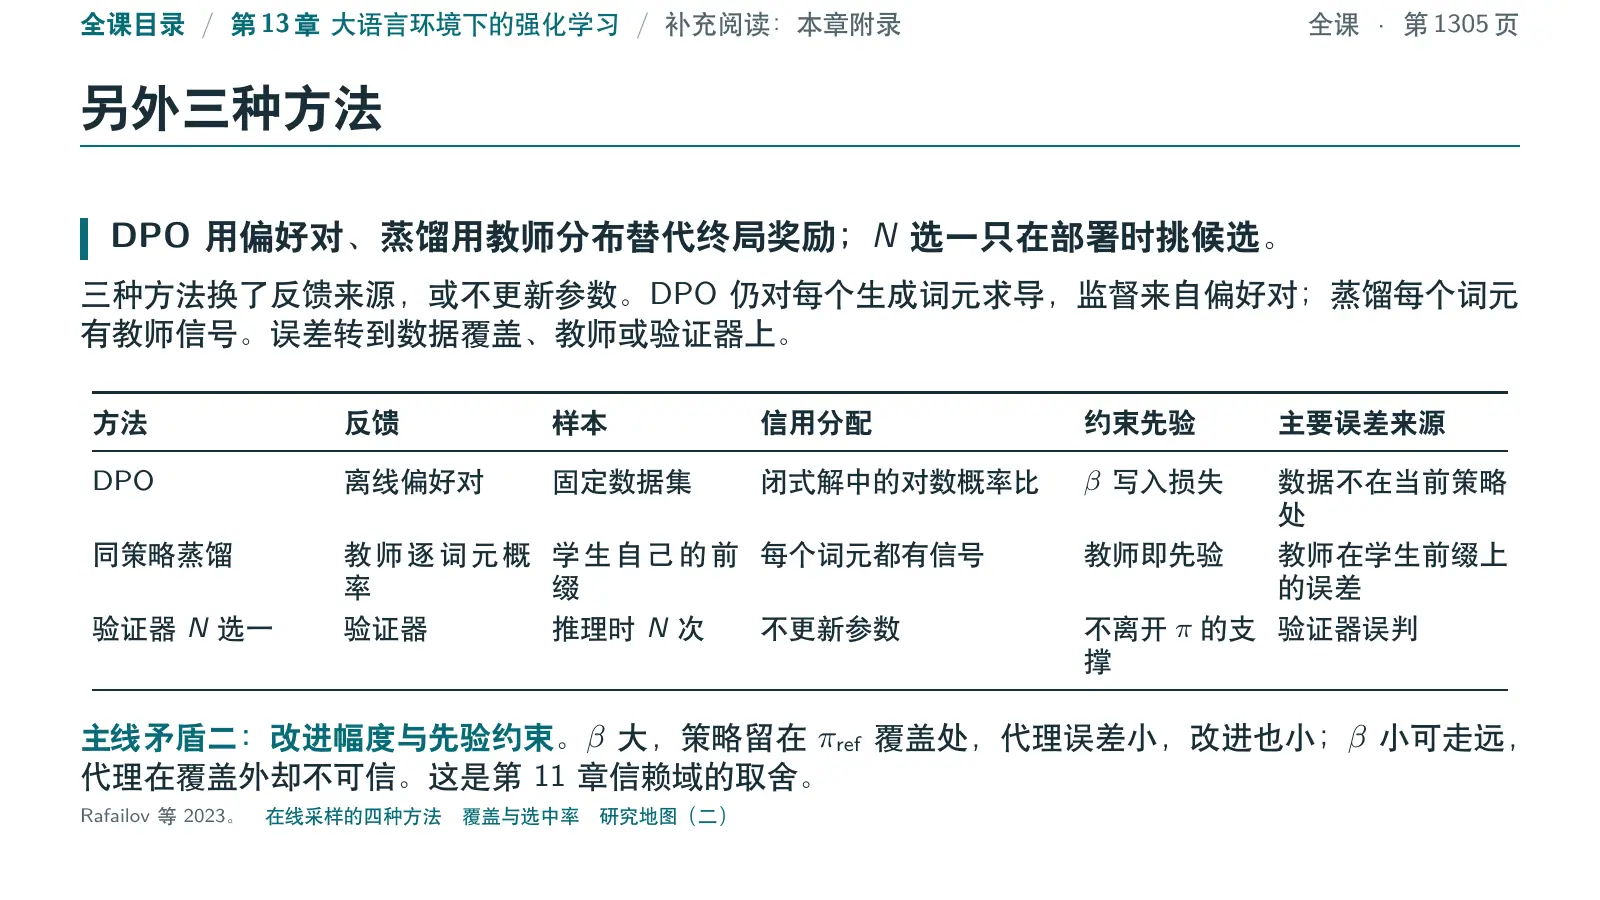 全课目录 / 第 13 章 大语言环境下的强化学习 / 补充阅读：本章附录
全课 · 第 1305 页
另外三种方法
DPO 用偏好对、蒸馏用教师分布替代终局奖励；N 选一只在部署时挑候选。
三种方法换了反馈来源，或不更新参数。DPO 仍对每个生成词元求导，监督来自偏好对；蒸馏每个词元
有教师信号。误差转到数据覆盖、教师或验证器上。
方法 反馈 样本 信用分配 约束先验 主要误差来源
DPO 离线偏好对 固定数据集 闭式解中的对数概率比 β 写入损失 数据不在当前策略
处
同策略蒸馏 教师逐词元概 学生自己的前 每个词元都有信号 教师即先验 教师在学生前缀上
率 缀 的误差
验证器 N 选一 验证器 推理时 N 次 不更新参数 不离开 π 的支 验证器误判
撑
主线矛盾二：改进幅度与先验约束。β 大，策略留在 π_ref 覆盖处，代理误差小，改进也小；β 小可走远，
代理在覆盖外却不可信。这是第 11 章信赖域的取舍。
Rafailov 等 2023。 在线采样的四种方法 覆盖与选中率 研究地图（二）